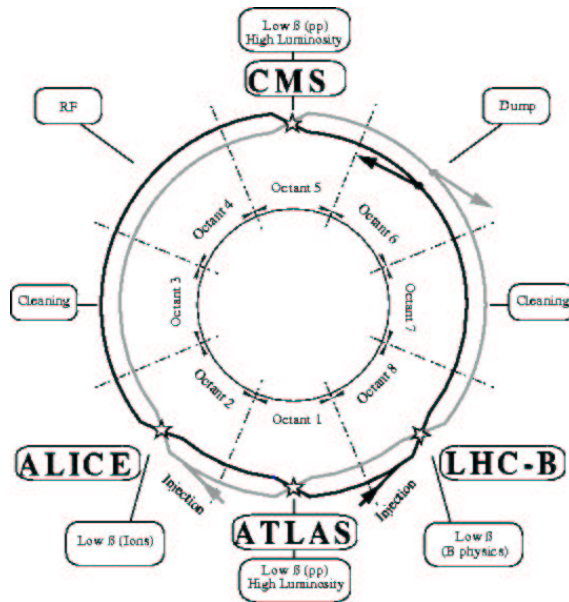 Low ß (pp)
High Luminosity
CMS
RF
Dump
Octant 5
Octant 4
Octant 6
Cleaning
Octant 3
Octant 7
Cleaning
Octant 2
Octant 8
Octant 1
ALICE
LHC-B
Injection
Injection
Low ß (Ions)
ATLAS
Low ß
(B physics)
Low ß (pp)
High Luminosity